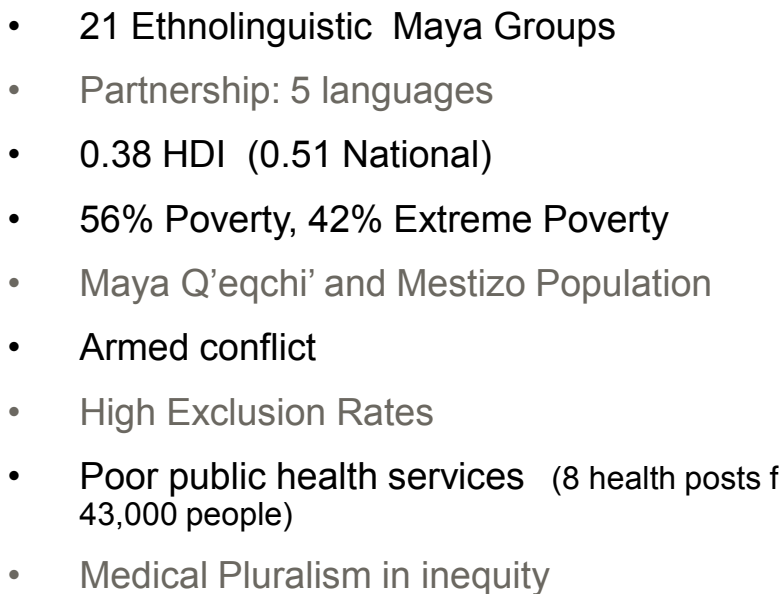 • 21 Ethnolinguistic Maya Groups
• Partnership: 5 languages
• 0.38 HDI (0.51 National)
• 56% Poverty, 42% Extreme Poverty
• Maya Q’eqchi’ and Mestizo Population
• Armed conflict
• High Exclusion Rates
• Poor public health services (8 health posts f
43,000 people)
• Medical Pluralism in inequity